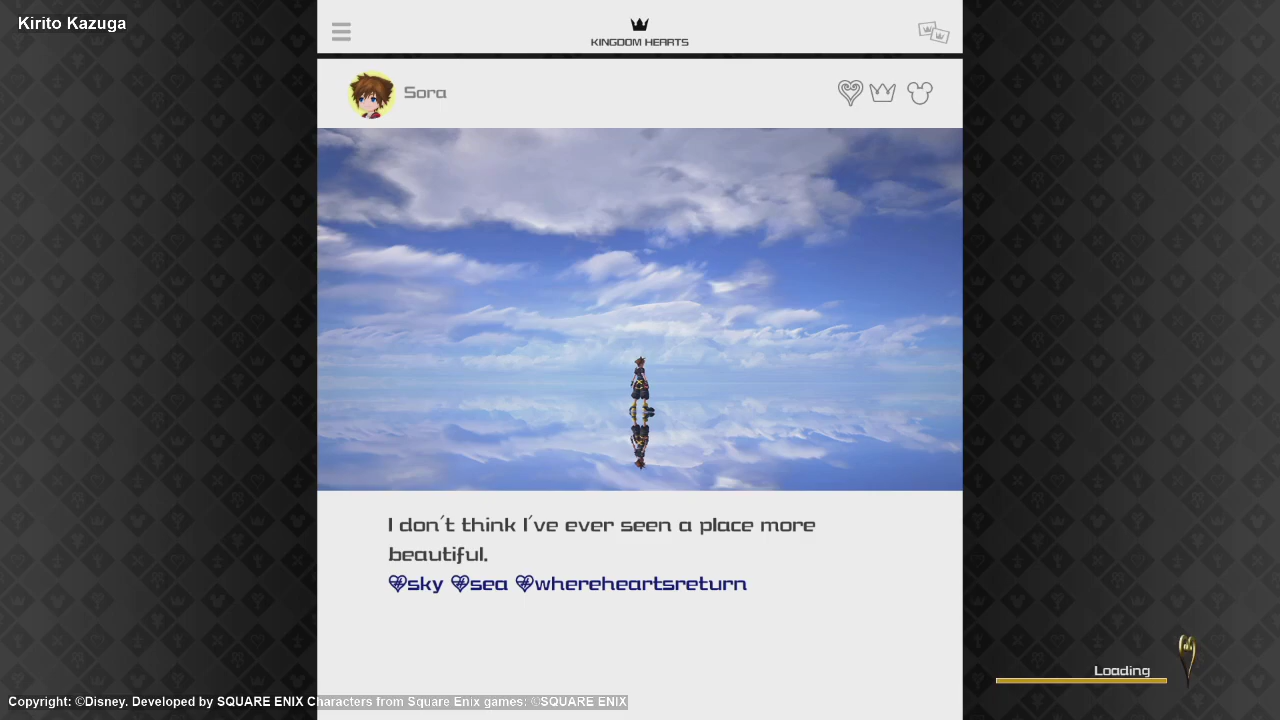 Kirito Kazuga
KINGDOM HEARTS
Sora
I don't think I've ever seen a place more
beautiful.
sky sea whereheartsreturn
Loading
Copyright: ©Disney. Developed by SQUARE ENIX Characters from Square Enix games: ©SQUARE ENIX